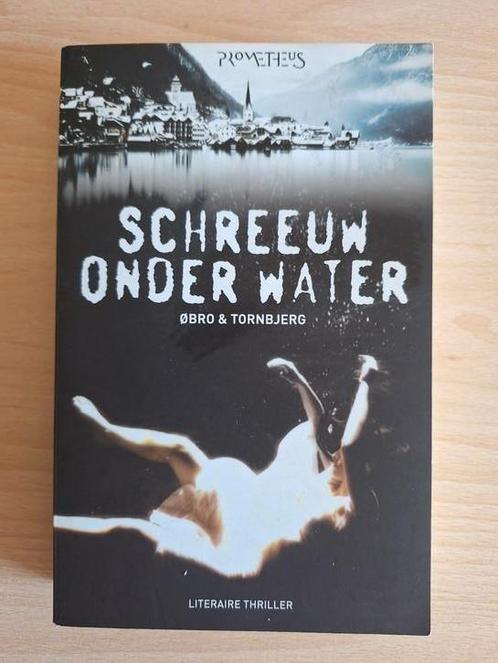 PROMETHEUS
SCHREEUW
ONDER WATER
ØBRO & TORNBJERG
LITERAIRE THRILLER